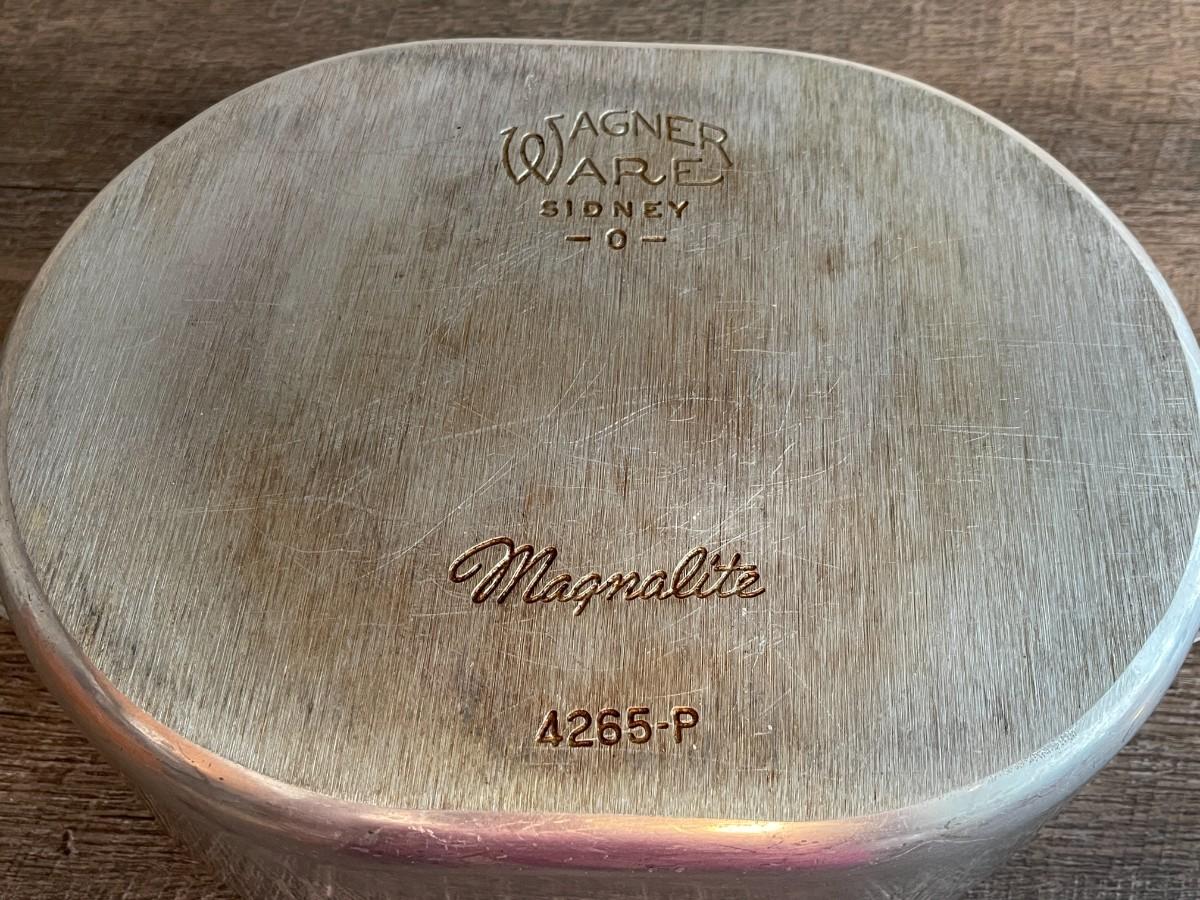 WAGNER
WARE
SIDNEY
-O-
Magnalite
4265-P